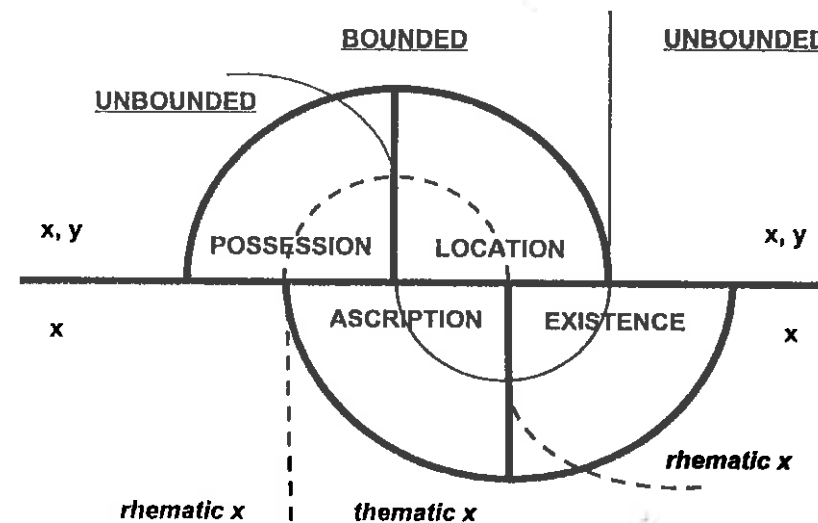 BOUNDED
UNBOUNDED
UNBOUNDED
x, y
POSSESSION
LOCATION
x, y
x
ASCRIPTION
EXISTENCE
x
rhematic x
rhematic x
thematic x